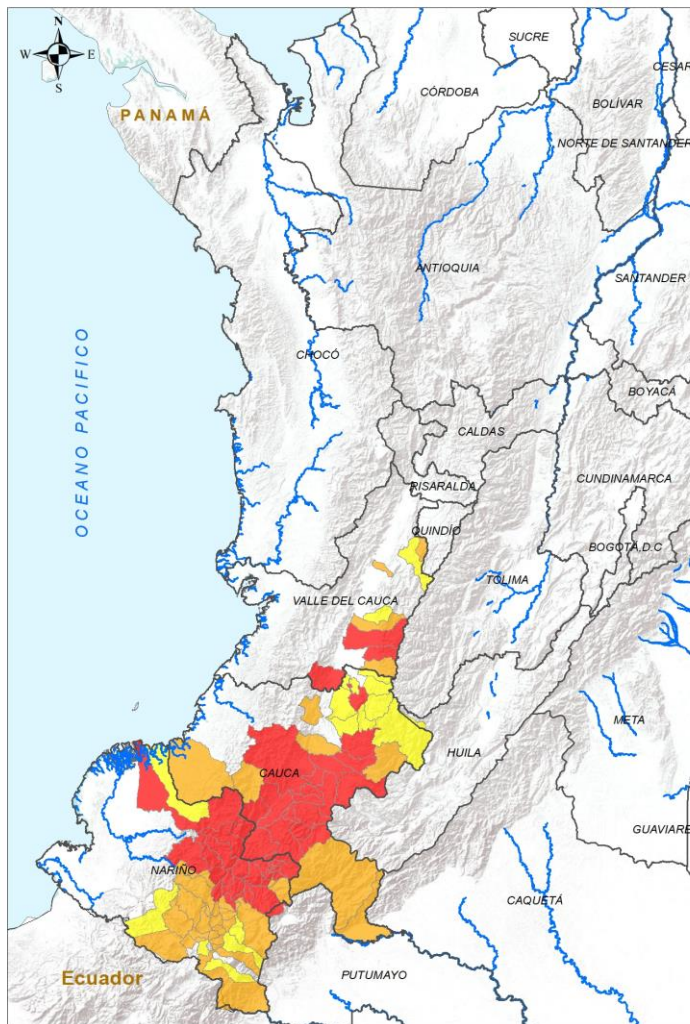 N
W E
S
SUCRE
CESAR
CÓRDOBA
BOLÍVAR
PANAMÁ
NORTE DE SANTANDER
ANTIOQUIA
SANTANDER
OCEANO PACIFICO
CHOCÓ
BOYACÁ
CALDAS
CUNDINAMARCA
RISARALDA
QUINDÍO
BOGOTÁ, D.C
TOLIMA
VALLE DEL CAUCA
META
HUILA
CAUCA
GUAVIARE
NARIÑO
CAQUETÁ
Ecuador
PUTUMAYO